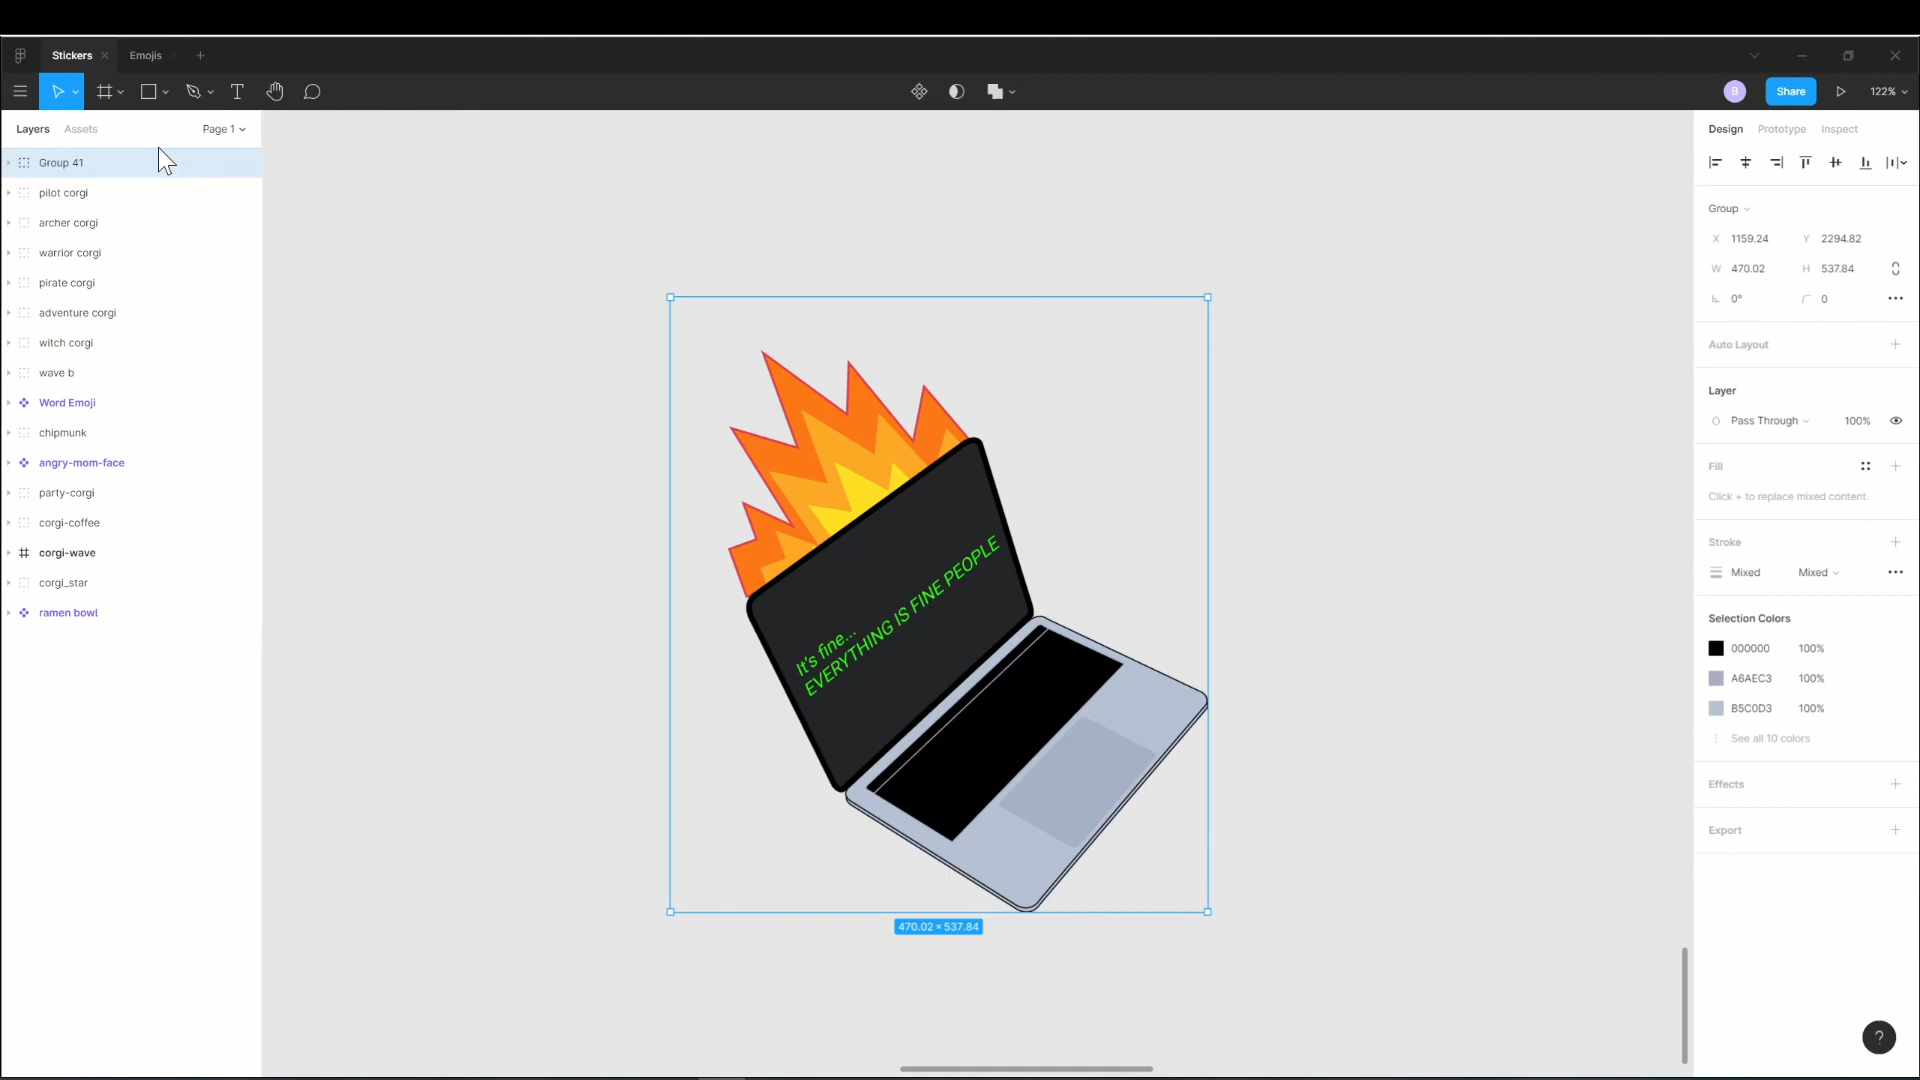 Stickers
Emojis
B
Share
122%
Layers
Assets
Page 1
Group 41
pilot corgi
archer corgi
warrior corgi
pirate corgi
adventure corgi
witch corgi
wave b
Word Emoji
chipmunk
angry-mom-face
party-corgi
corgi-coffee
corgi-wave
corgi_star
ramen bowl
It's fine...
EVERYTHING IS FINE PEOPLE
470.02 × 537.84
Design Prototype Inspect
Group
X 1159.24 Y 2294.82
W 470.02 H 537.84
0° 0
Auto Layout
Layer
Pass Through 100%
Fill
Click + to replace mixed content.
Stroke
Mixed Mixed
Selection Colors
000000 100%
A6AEC3 100%
B5C0D3 100%
See all 10 colors
Effects
Export
?